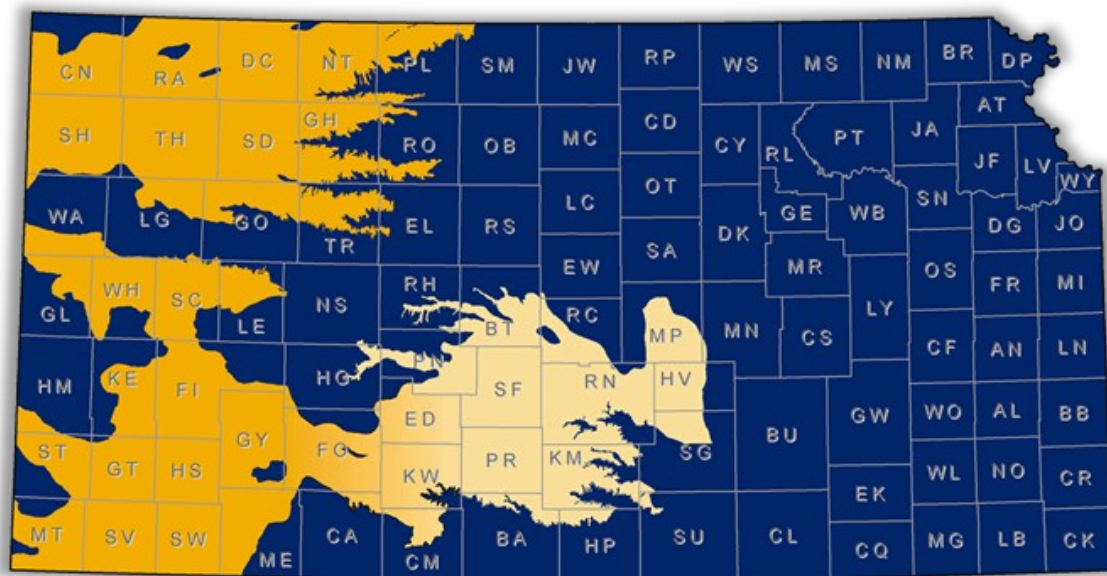 CN RA DC NT PL SM JW RP WS MS NM BR DP
SH TH SD GH RO OB MC CD CY RL PT JA AT
JF LV WY
OT
WA LG GO TR EL RS LC SA DK GE WB SN DG JO
GL WH SC LE NS RH BT EW RC MP MN MR CS LY OS FR MI
HM KE FI HG PN SF RN HV CF AN LN
ST GT HS GY FO ED PR KM SG BU GW WO AL BB
KW EK WL NO CR
MT SV SW ME CA CM BA HP SU CL CQ MG LB CK